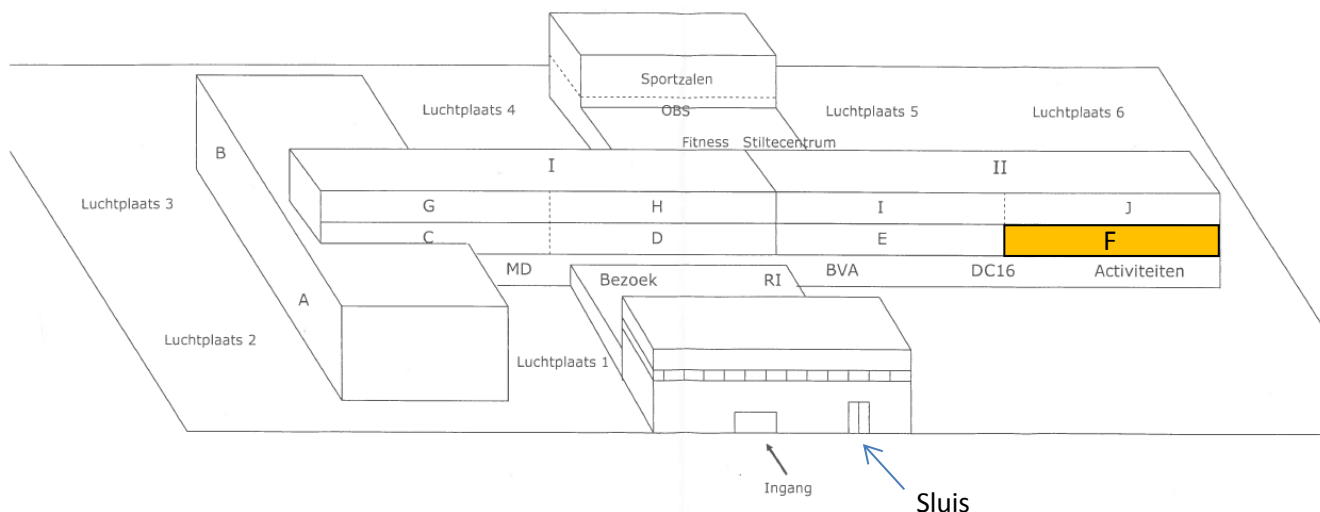 Sportzalen
Luchtplaats 4
OBS
Luchtplaats 5
Luchtplaats 6
Fitness Stiltecentrum
B
I
II
Luchtplaats 3
G
H
I
J
C
D
E
F
MD
Bezoek
RI
BVA
DC16
Activiteiten
A
Luchtplaats 2
Luchtplaats 1
Ingang
Sluis